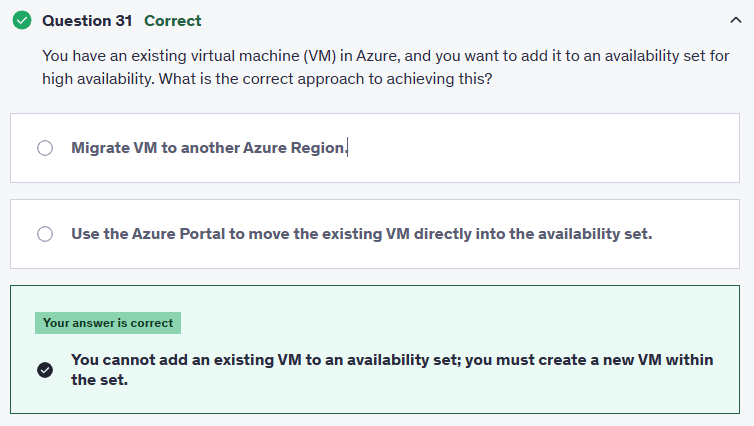 Question 31 Correct
You have an existing virtual machine (VM) in Azure, and you want to add it to an availability set for
high availability. What is the correct approach to achieving this?
Migrate VM to another Azure Region.
Use the Azure Portal to move the existing VM directly into the availability set.
Your answer is correct
You cannot add an existing VM to an availability set; you must create a new VM within
the set.